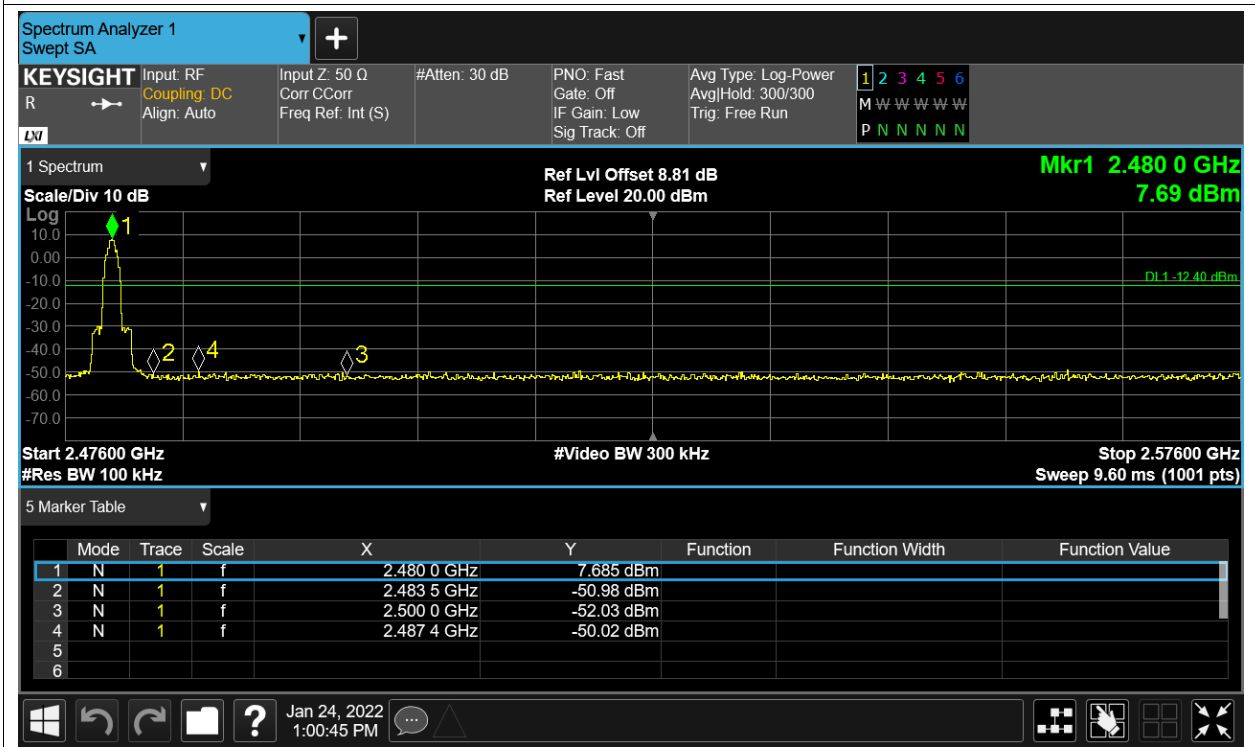 Spectrum Analyzer 1
Swept SA
KEYSIGHT Input: RF Input Z: 50 Ω #Atten: 30 dB PNO: Fast Avg Type: Log-Power 1 2 3 4 5 6
R Coupling: DC Corr CCorr Gate: Off Avg|Hold: 300/300 M W W W W W
Align: Auto Freq Ref: Int (S) IF Gain: Low Trig: Free Run
LXI Sig Track: Off P N N N N N
1 Spectrum Ref Lvl Offset 8.81 dB Mkr1 2.480 0 GHz
Scale/Div 10 dB Ref Level 20.00 dBm 7.69 dBm
Log
1
10.0
0.00
-10.0 DL1 -12.40 dBm
-20.0
-30.0
-40.0 2 4 3
-50.0
-60.0
-70.0
Start 2.47600 GHz #Video BW 300 kHz Stop 2.57600 GHz
#Res BW 100 kHz Sweep 9.60 ms (1001 pts)
5 Marker Table
Mode Trace Scale X Y Function Function Width Function Value
1 N 1 f 2.480 0 GHz 7.685 dBm
2 N 1 f 2.483 5 GHz -50.98 dBm
3 N 1 f 2.500 0 GHz -52.03 dBm
4 N 1 f 2.487 4 GHz -50.02 dBm
5
6
? Jan 24, 2022
1:00:45 PM